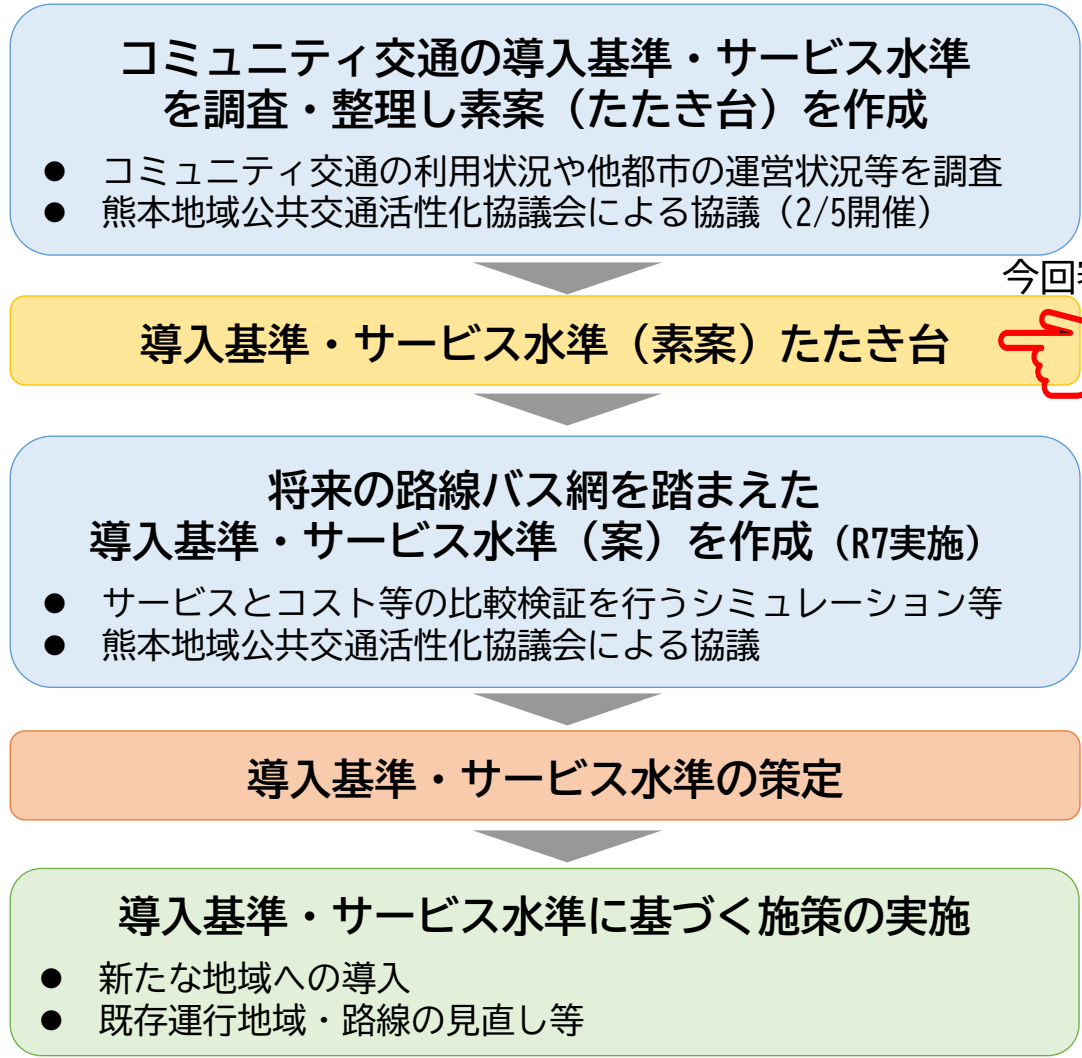 コミュニティ交通の導入基準・サービス水準
を調査・整理し素案（たたき台）を作成
● コミュニティ交通の利用状況や他都市の運営状況等を調査
● 熊本地域公共交通活性化協議会による協議（2/5開催）
今回
導入基準・サービス水準（素案）たたき台
将来の路線バス網を踏まえた
導入基準・サービス水準（案）を作成（R7実施）
● サービスとコスト等の比較検証を行うシミュレーション等
● 熊本地域公共交通活性化協議会による協議
導入基準・サービス水準の策定
導入基準・サービス水準に基づく施策の実施
● 新たな地域への導入
● 既存運行地域・路線の見直し等